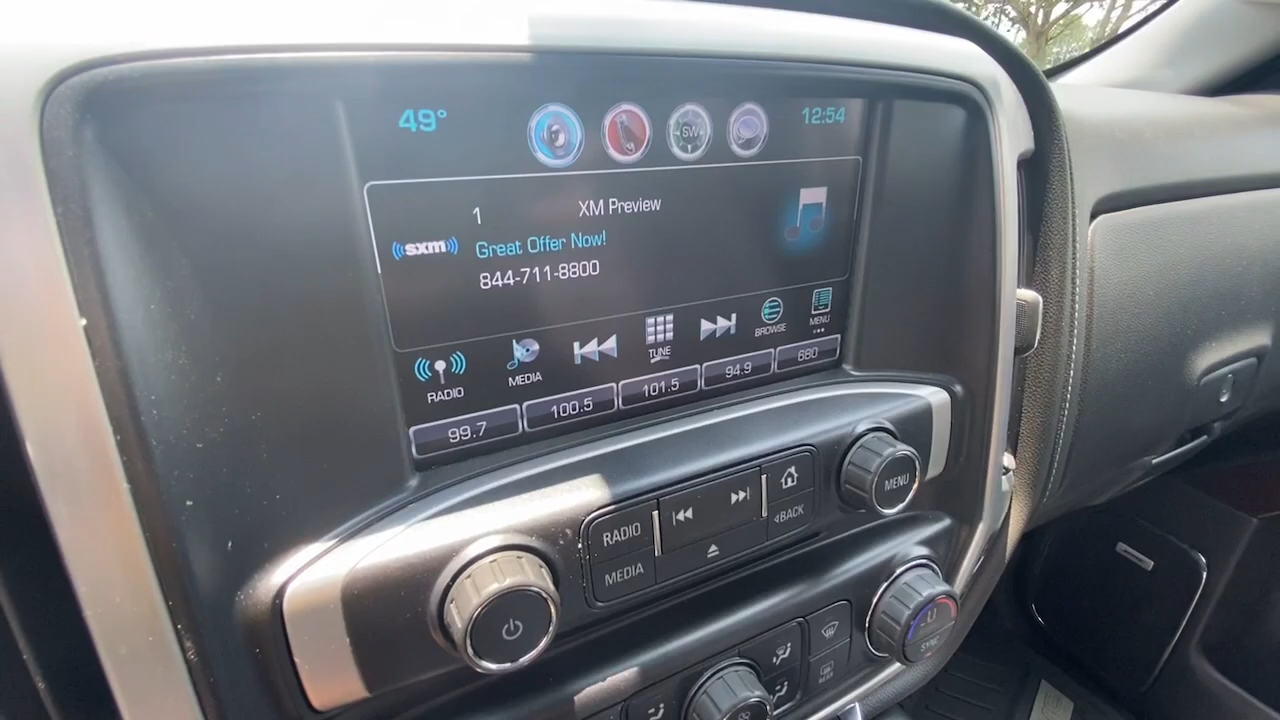 49°
SW
12:54
1
XM Preview
((sxm))
Great Offer Now!
844-711-8800
RADIO
MEDIA
TUNE
BROWSE
MENU
99.7
100.5
101.5
94.9
680
RADIO
MEDIA
BACK
MENU
SYNC
REAR